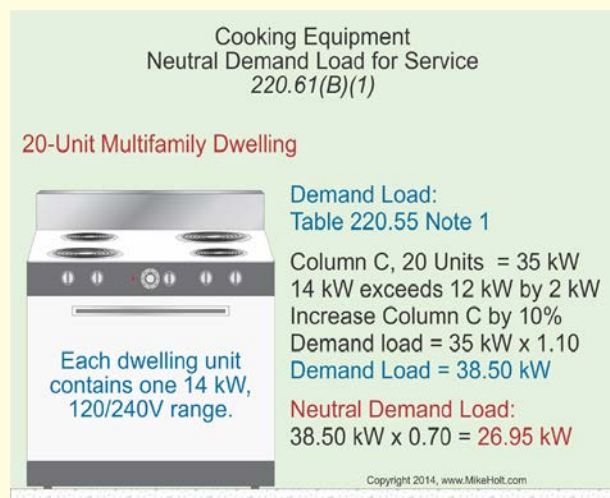 Cooking Equipment
Neutral Demand Load for Service
220.61(B)(1)
20-Unit Multifamily Dwelling
Each dwelling unit
contains one 14 kW,
120/240V range.
Demand Load:
Table 220.55 Note 1
Column C, 20 Units = 35 kW
14 kW exceeds 12 kW by 2 kW
Increase Column C by 10%
Demand load = 35 kW x 1.10
Demand Load = 38.50 kW
Neutral Demand Load:
38.50 kW x 0.70 = 26.95 kW
Copyright 2014, www.MikeHolt.com